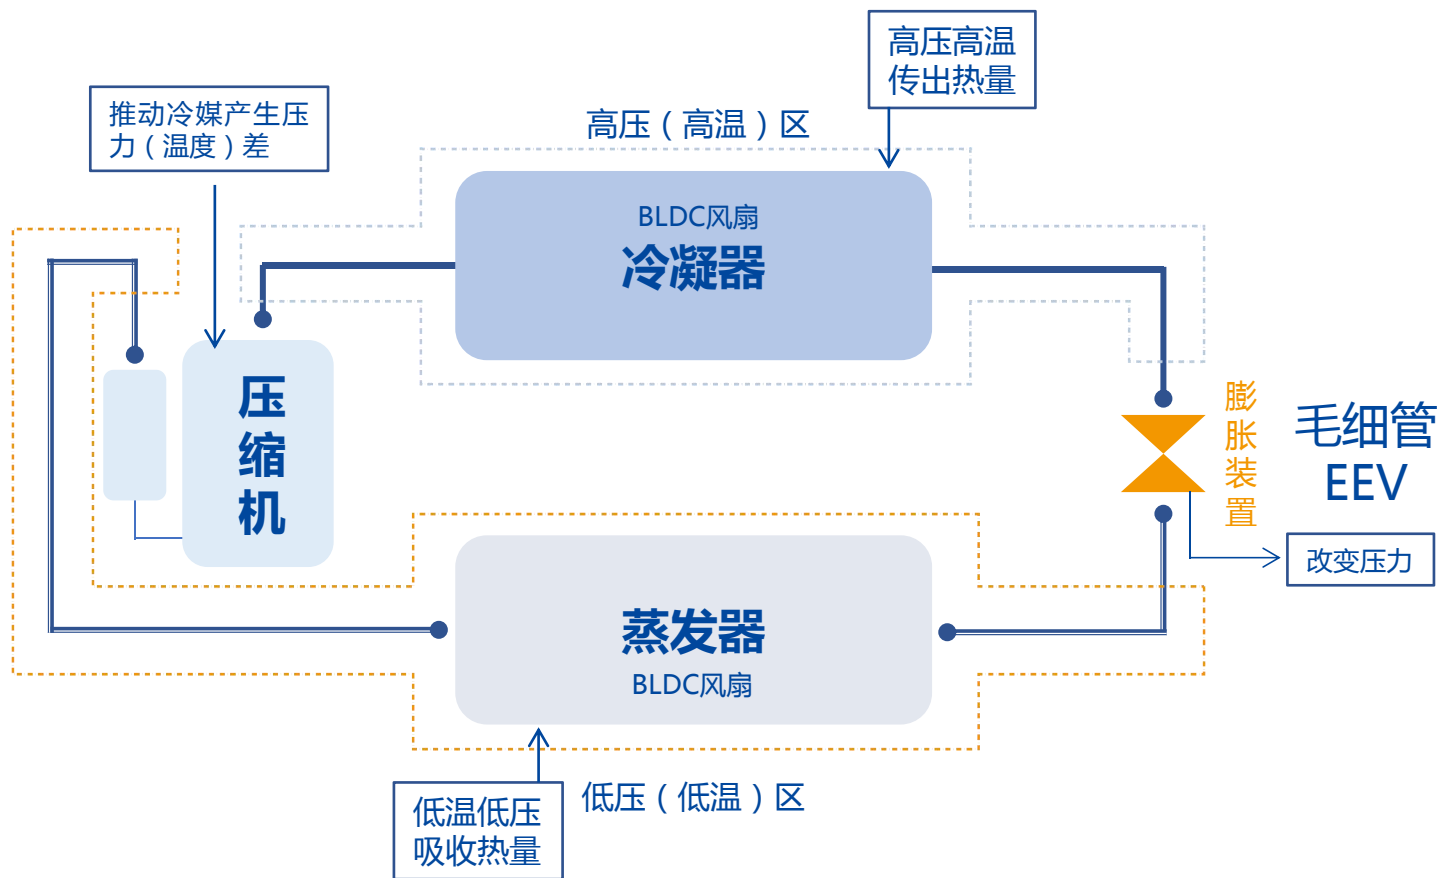 高压高温
传出热量
推动冷媒产生压
力（温度）差
高压（高温）区
BLDC风扇
冷凝器
压
缩
机
膨
胀
装
置
毛细管
EEV
改变压力
蒸发器
BLDC风扇
低温低压
吸收热量
低压（低温）区